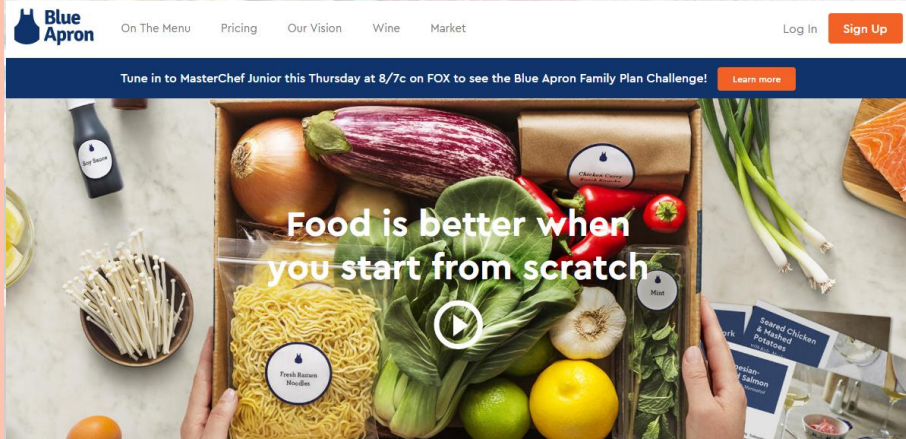 Blue
Apron
On The Menu
Pricing
Our Vision
Wine
Market
Log In
Sign Up
Tune in to MasterChef Junior this Thursday at 8/7c on FOX to see the Blue Apron Family Plan Challenge!
Learn more
Soy Sauce
Chicken Curry
Food is better when
you start from scratch
Mint
Fresh Ramen
Noodles
Seared Chicken
& Mashed
Potatoes
Salmon